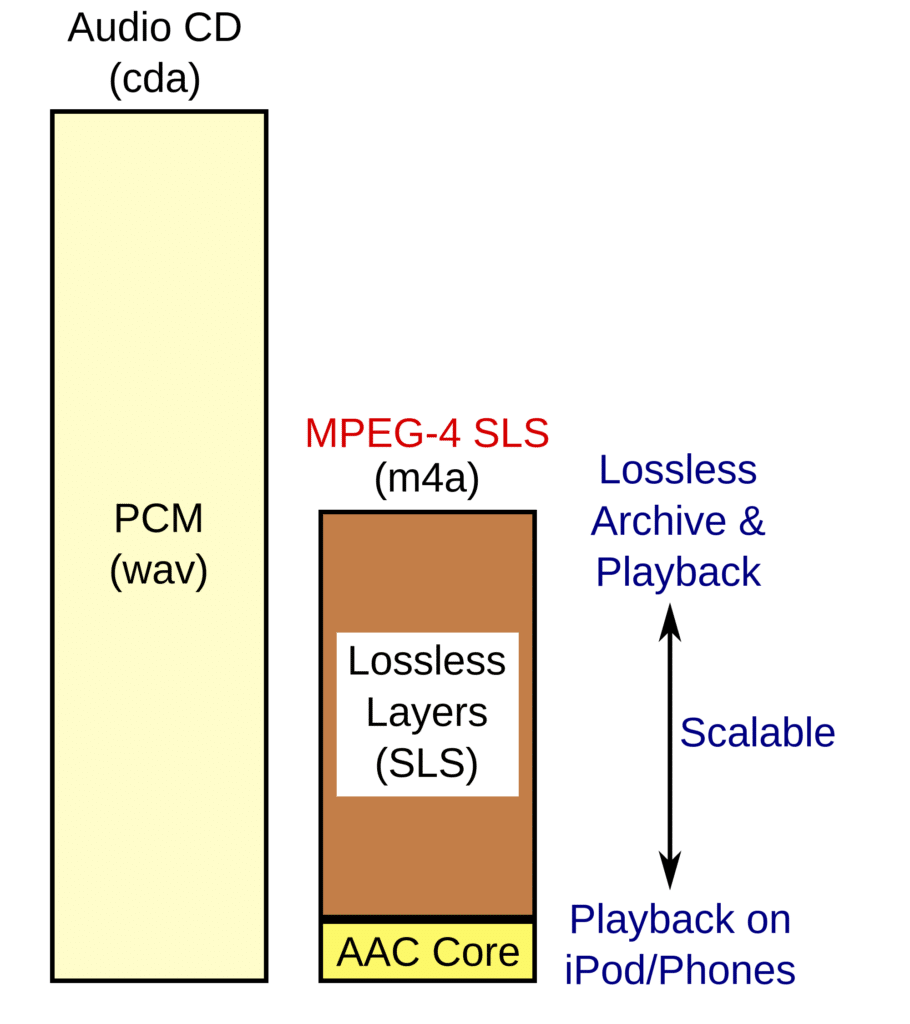 Audio CD
(cda)
PCM
(wav)
MPEG-4 SLS
(m4a)
Lossless
Layers
(SLS)
AAC Core
Lossless
Archive &
Playback
Scalable
Playback on
iPod/Phones